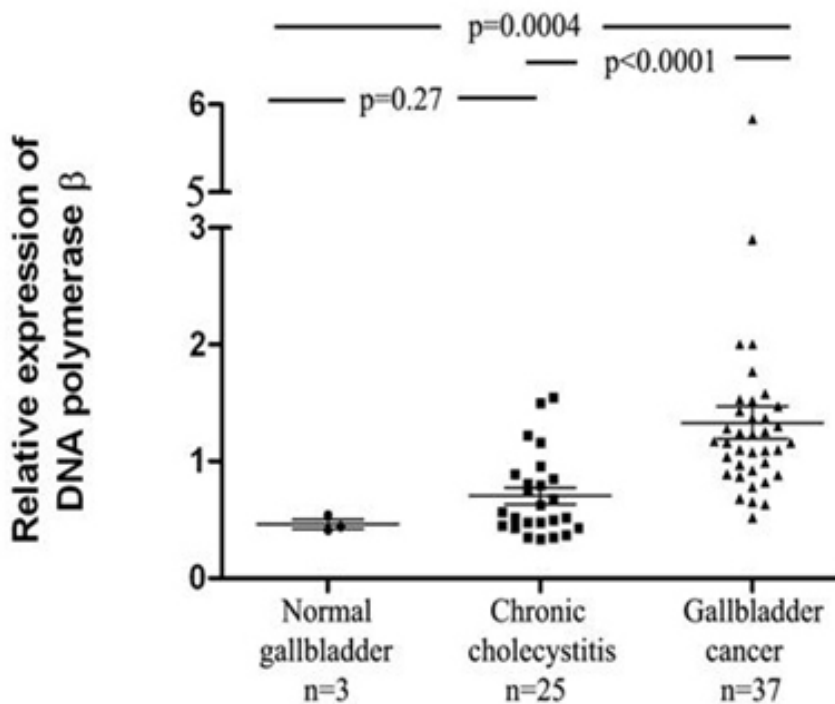 p=0.0004
p<0.0001
p=0.27
Relative expression of
DNA polymerase β
6
5
3
2
1
0
Normal
gallbladder
n=3
Chronic
cholecystitis
n=25
Gallbladder
cancer
n=37